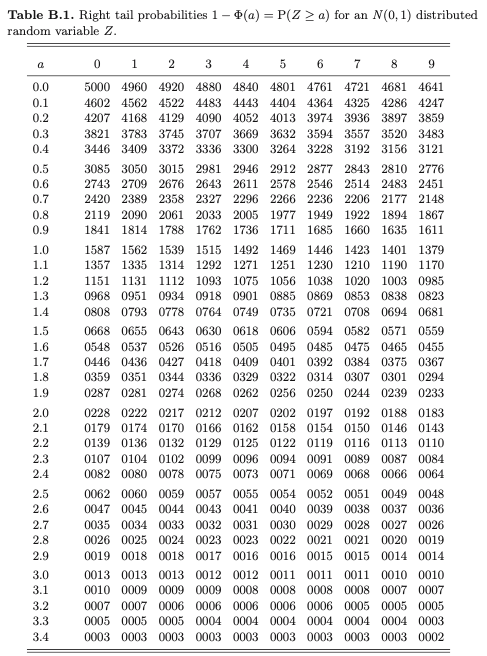 Table B.1. Right tail probabilities 1 − Φ(a) = P(Z ≥ a) for an N(0, 1) distributed
random variable Z.
a 0 1 2 3 4 5 6 7 8 9
0.0 5000 4960 4920 4880 4840 4801 4761 4721 4681 4641
0.1 4602 4562 4522 4483 4443 4404 4364 4325 4286 4247
0.2 4207 4168 4129 4090 4052 4013 3974 3936 3897 3859
0.3 3821 3783 3745 3707 3669 3632 3594 3557 3520 3483
0.4 3446 3409 3372 3336 3300 3264 3228 3192 3156 3121
0.5 3085 3050 3015 2981 2946 2912 2877 2843 2810 2776
0.6 2743 2709 2676 2643 2611 2578 2546 2514 2483 2451
0.7 2420 2389 2358 2327 2296 2266 2236 2206 2177 2148
0.8 2119 2090 2061 2033 2005 1977 1949 1922 1894 1867
0.9 1841 1814 1788 1762 1736 1711 1685 1660 1635 1611
1.0 1587 1562 1539 1515 1492 1469 1446 1423 1401 1379
1.1 1357 1335 1314 1292 1271 1251 1230 1210 1190 1170
1.2 1151 1131 1112 1093 1075 1056 1038 1020 1003 0985
1.3 0968 0951 0934 0918 0901 0885 0869 0853 0838 0823
1.4 0808 0793 0778 0764 0749 0735 0721 0708 0694 0681
1.5 0668 0655 0643 0630 0618 0606 0594 0582 0571 0559
1.6 0548 0537 0526 0516 0505 0495 0485 0475 0465 0455
1.7 0446 0436 0427 0418 0409 0401 0392 0384 0375 0367
1.8 0359 0351 0344 0336 0329 0322 0314 0307 0301 0294
1.9 0287 0281 0274 0268 0262 0256 0250 0244 0239 0233
2.0 0228 0222 0217 0212 0207 0202 0197 0192 0188 0183
2.1 0179 0174 0170 0166 0162 0158 0154 0150 0146 0143
2.2 0139 0136 0132 0129 0125 0122 0119 0116 0113 0110
2.3 0107 0104 0102 0099 0096 0094 0091 0089 0087 0084
2.4 0082 0080 0078 0075 0073 0071 0069 0068 0066 0064
2.5 0062 0060 0059 0057 0055 0054 0052 0051 0049 0048
2.6 0047 0045 0044 0043 0041 0040 0039 0038 0037 0036
2.7 0035 0034 0033 0032 0031 0030 0029 0028 0027 0026
2.8 0026 0025 0024 0023 0023 0022 0021 0021 0020 0019
2.9 0019 0018 0018 0017 0016 0016 0015 0015 0014 0014
3.0 0013 0013 0013 0012 0012 0011 0011 0011 0010 0010
3.1 0010 0009 0009 0009 0008 0008 0008 0008 0007 0007
3.2 0007 0007 0006 0006 0006 0006 0006 0005 0005 0005
3.3 0005 0005 0005 0004 0004 0004 0004 0004 0004 0003
3.4 0003 0003 0003 0003 0003 0003 0003 0003 0003 0002